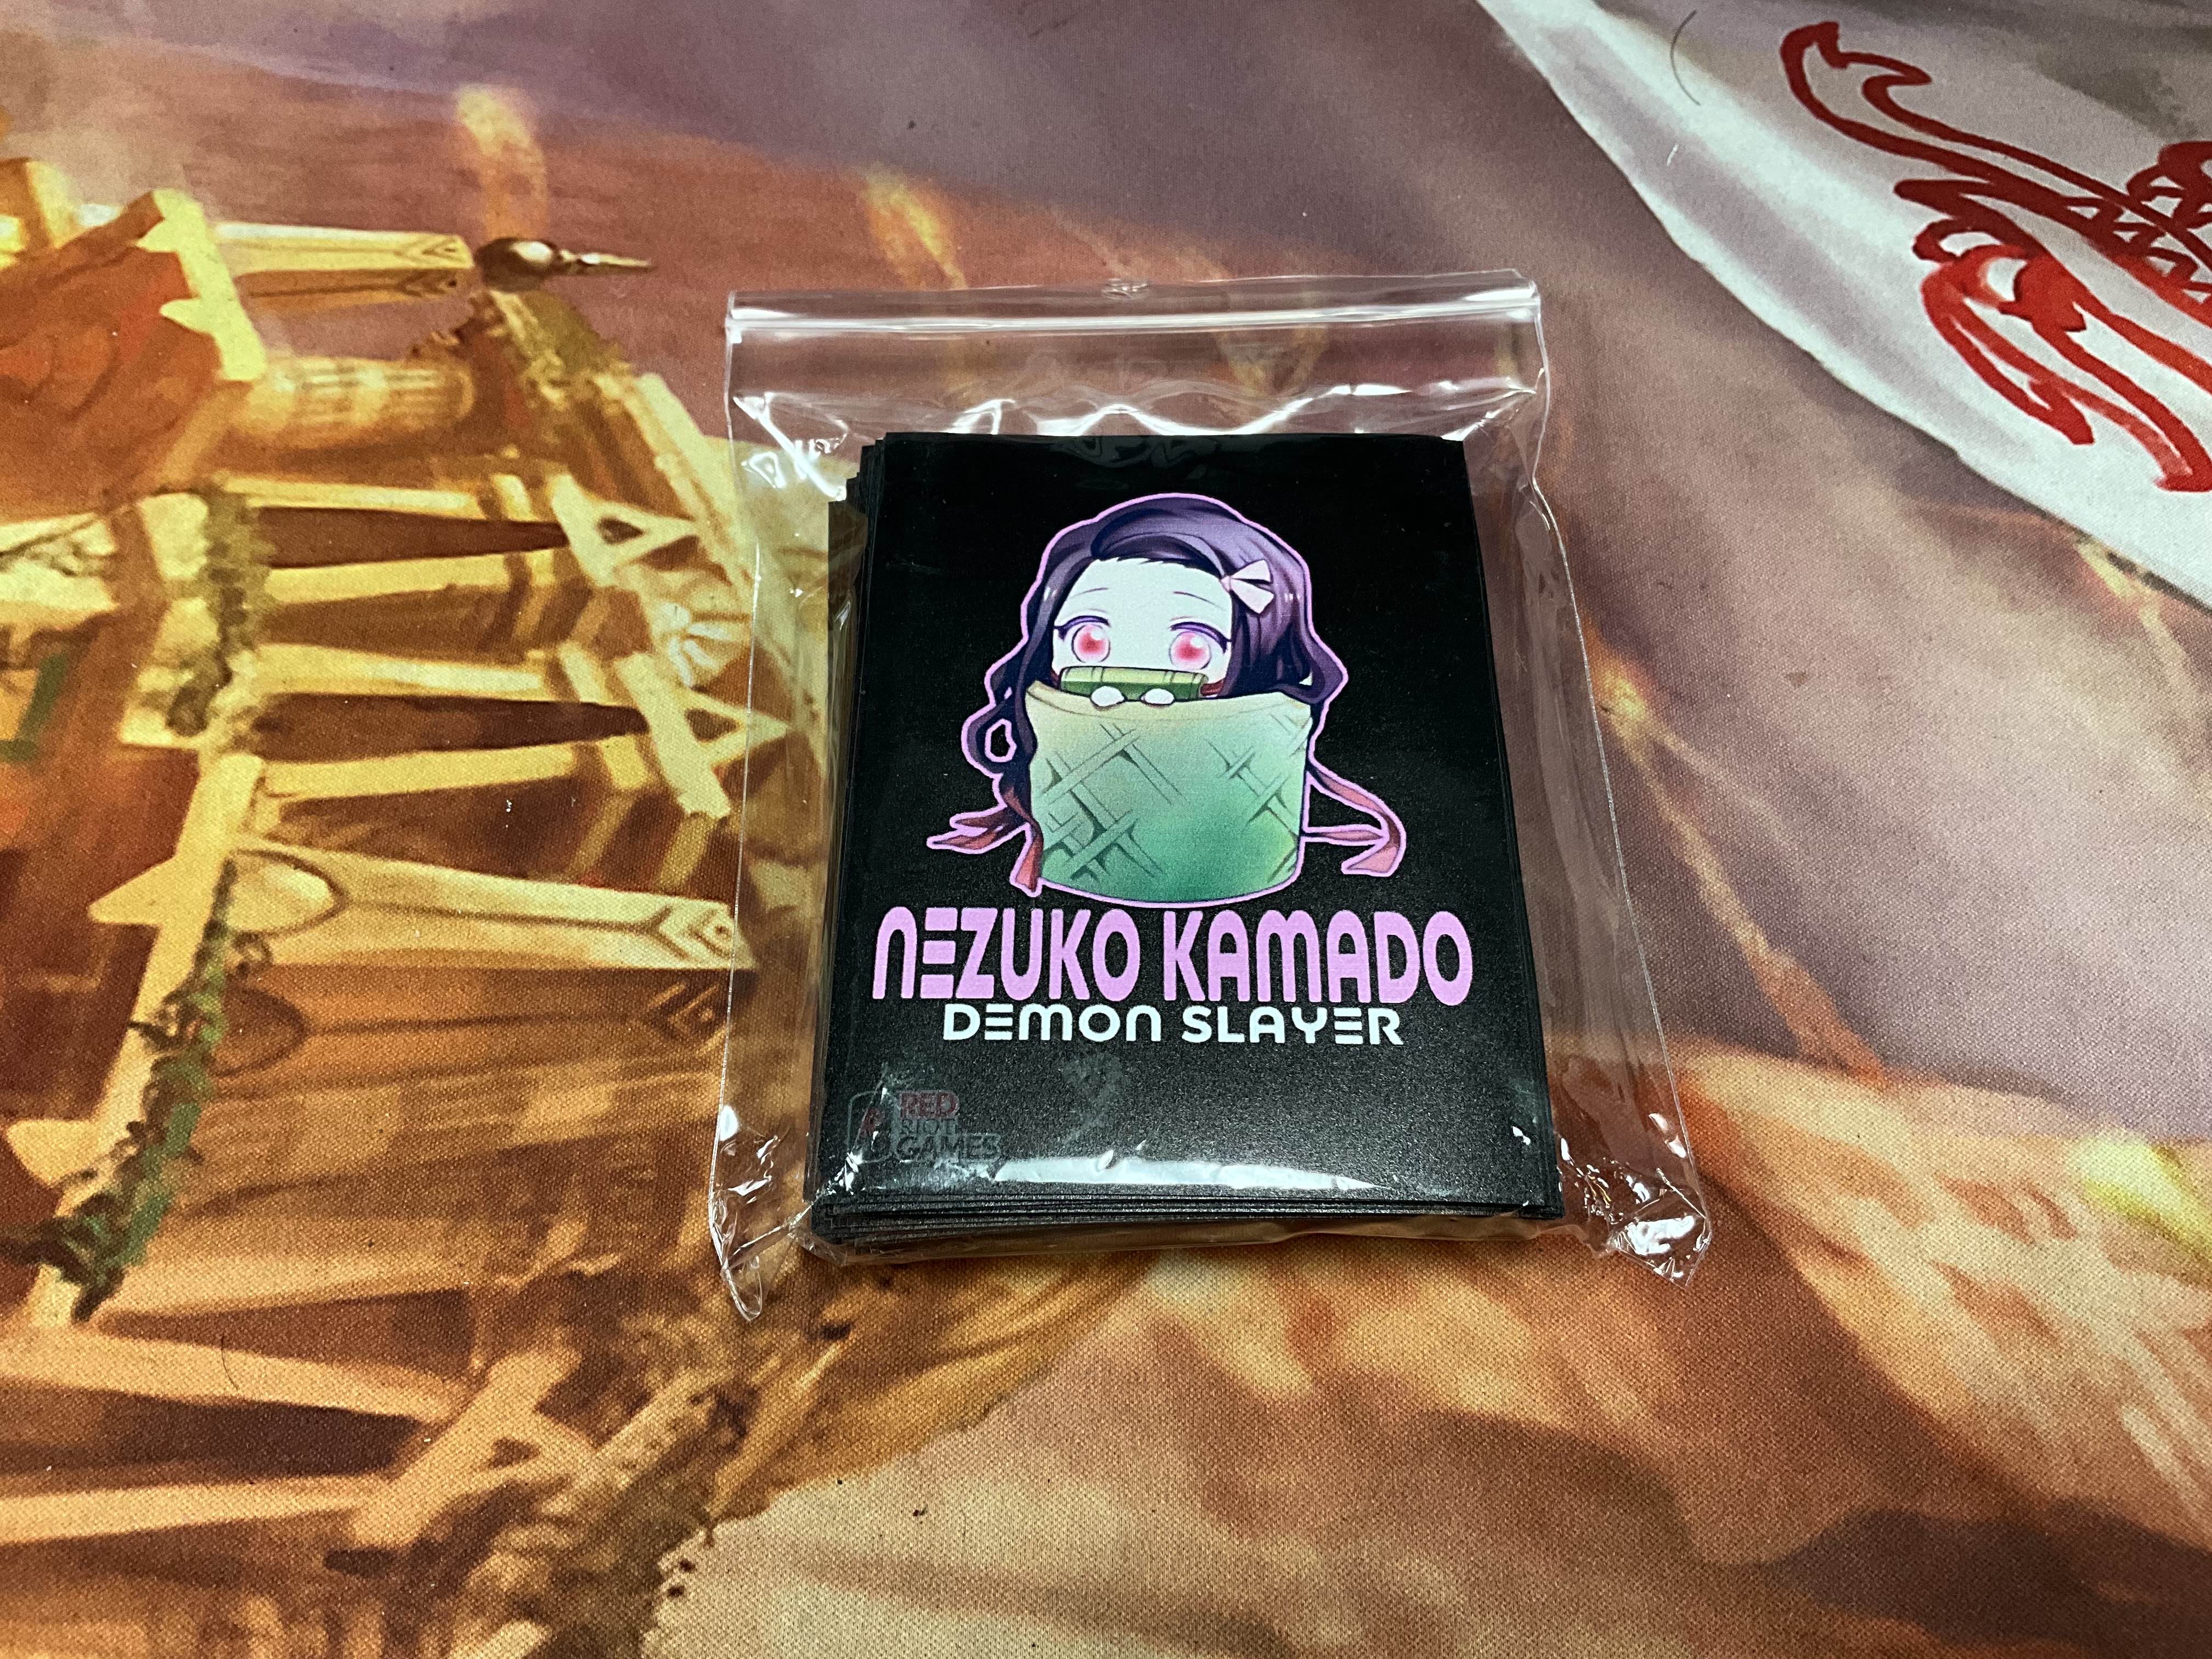 NEZUKO KAMADO
DEMON SLAYER
RED
RIOT
GAMES